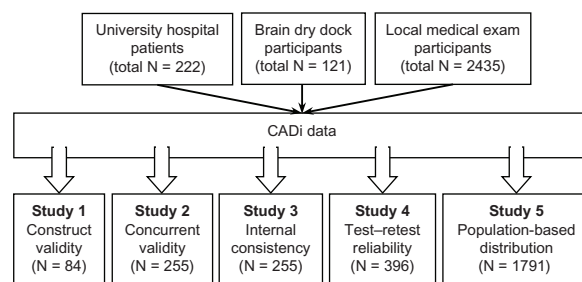 University hospital
patients
(total N = 222)
Brain dry dock
participants
(total N = 121)
Local medical exam
participants
(total N = 2435)
CADi data
Study 1
Construct
validity
(N = 84)
Study 2
Concurrent
validity
(N = 255)
Study 3
Internal
consistency
(N = 255)
Study 4
Test–retest
reliability
(N = 396)
Study 5
Population-based
distribution
(N = 1791)